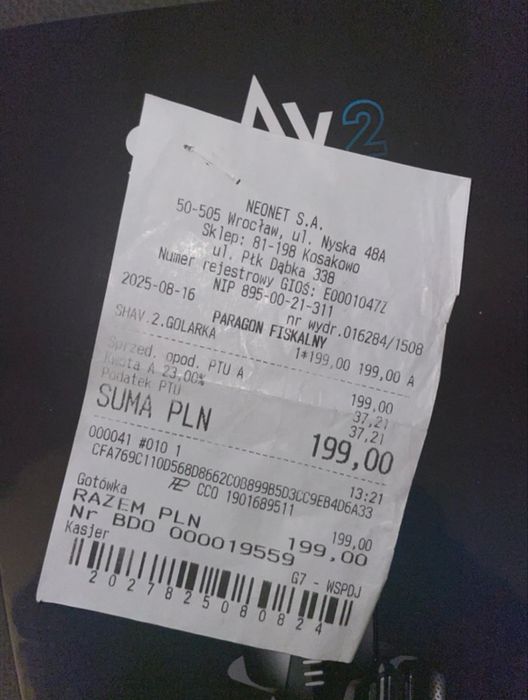 Av2
NEONET S.A.
50-505 Wrocław, ul. Nyska 48A
Sklep: 81-198 Kosakowo
ul. Płk Dąbka 338
Numer rejestrowy GIOŚ: E0001047Z
NIP 895-00-21-311
2025-08-16 nr wydr.016284/1508
PARAGON FISKALNY
SHAV.2.GOLARKA 1*199,00 199,00 A
Sprzed. opod. PTU A 199,00
Kwota A 23,00% 37,21
Podatek PTU 37,21
SUMA PLN 199,00
000041 #010 1 13:21
CFA769C110D568D8662C0B899B5D3CC9EB4D6A33
CCO 1901689511
Gotówka 199,00
RAZEM PLN 199,00
Nr BDO 000019559
Kasjer G7 - WSPDJ
2027825080824